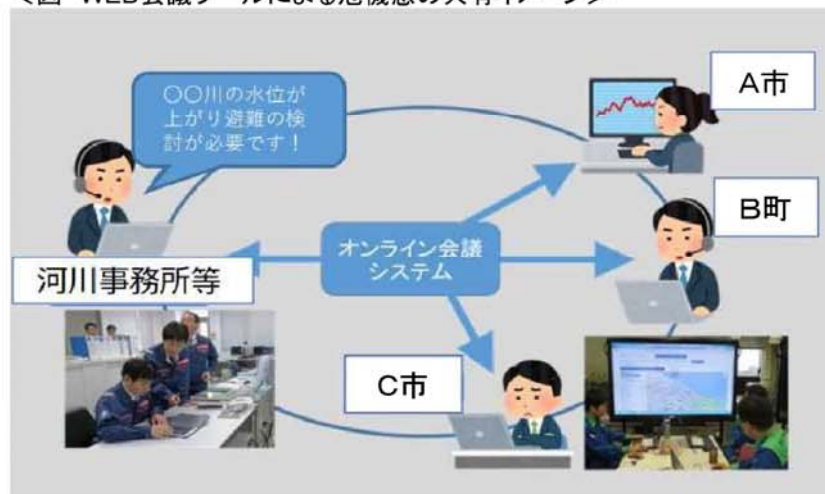 〇〇川の水位が
上がり避難の検
討が必要です！
A市
B町
オンライン会議
システム
河川事務所等
C市